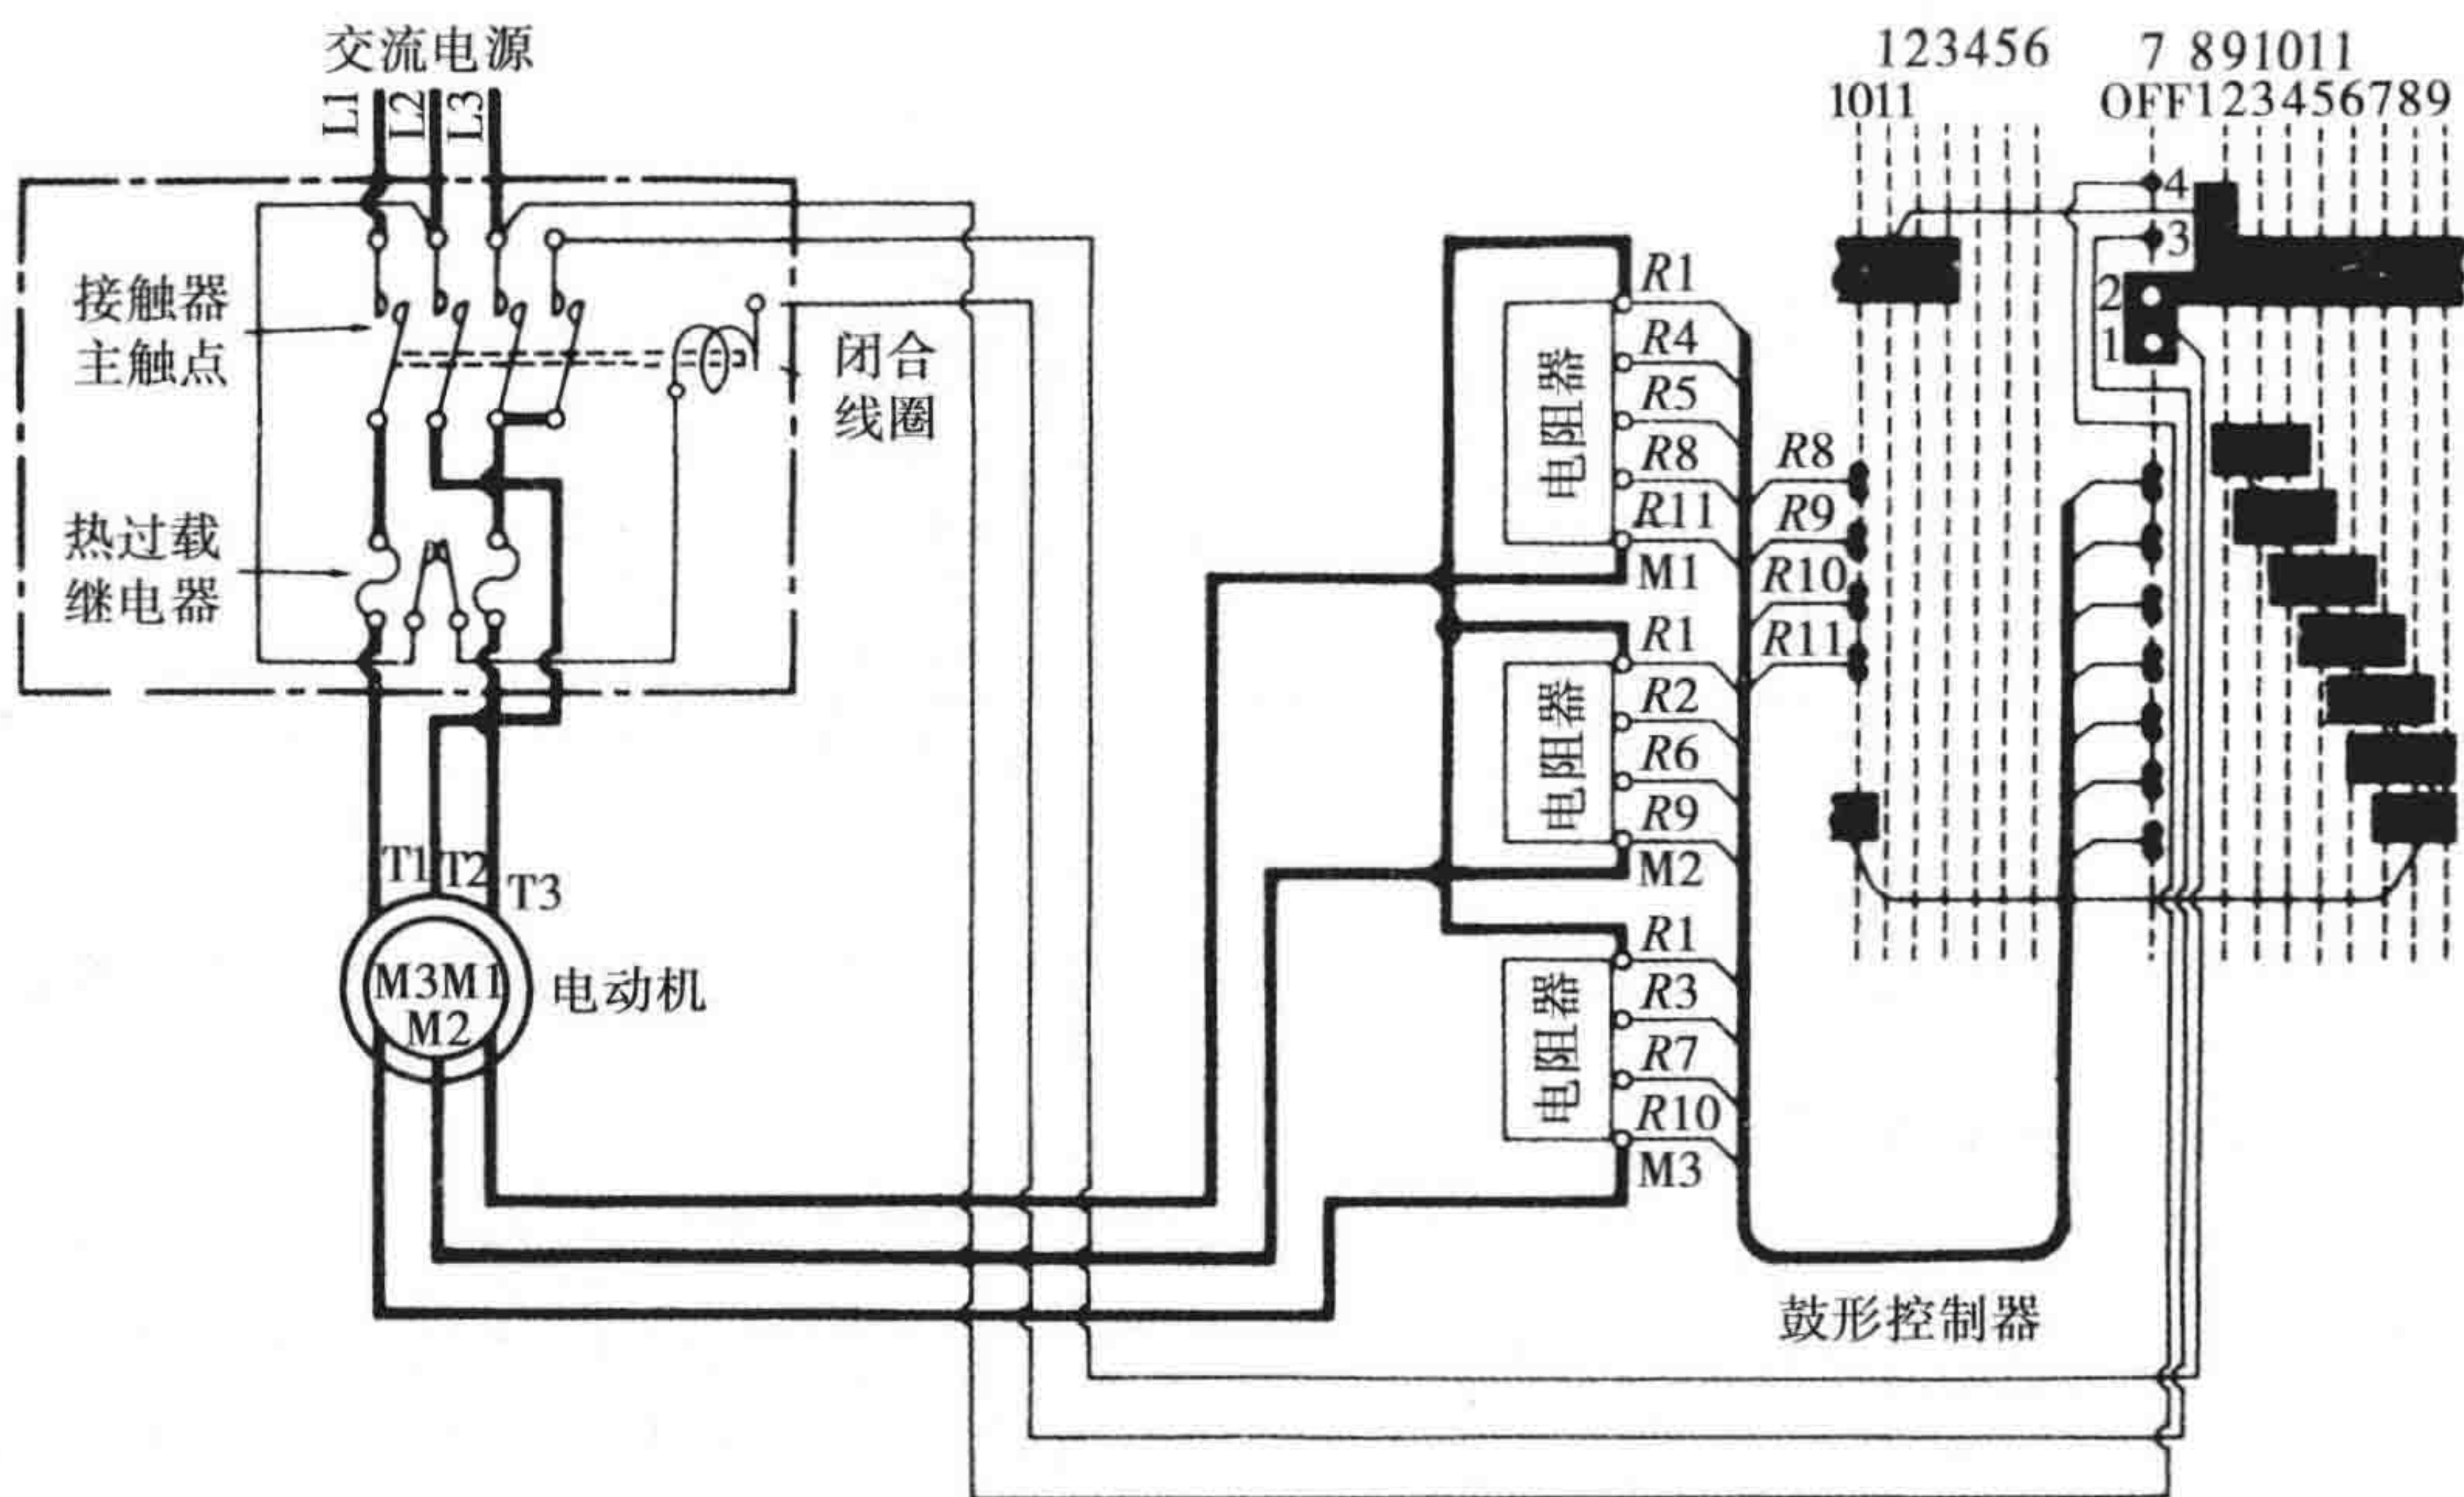 交流电源
L1
L2
L3
接触器
主触点
闭合
线圈
热过载
继电器
T1
T2
T3
M3M1
M2
电动机
电阻器
R1
R4
R5
R8
R11
M1
电阻器
R1
R2
R6
R9
M2
电阻器
R1
R3
R7
R10
M3
R8
R9
R10
R11
123456 7 891011
1011 OFF123456789
4
3
2
1
鼓形控制器